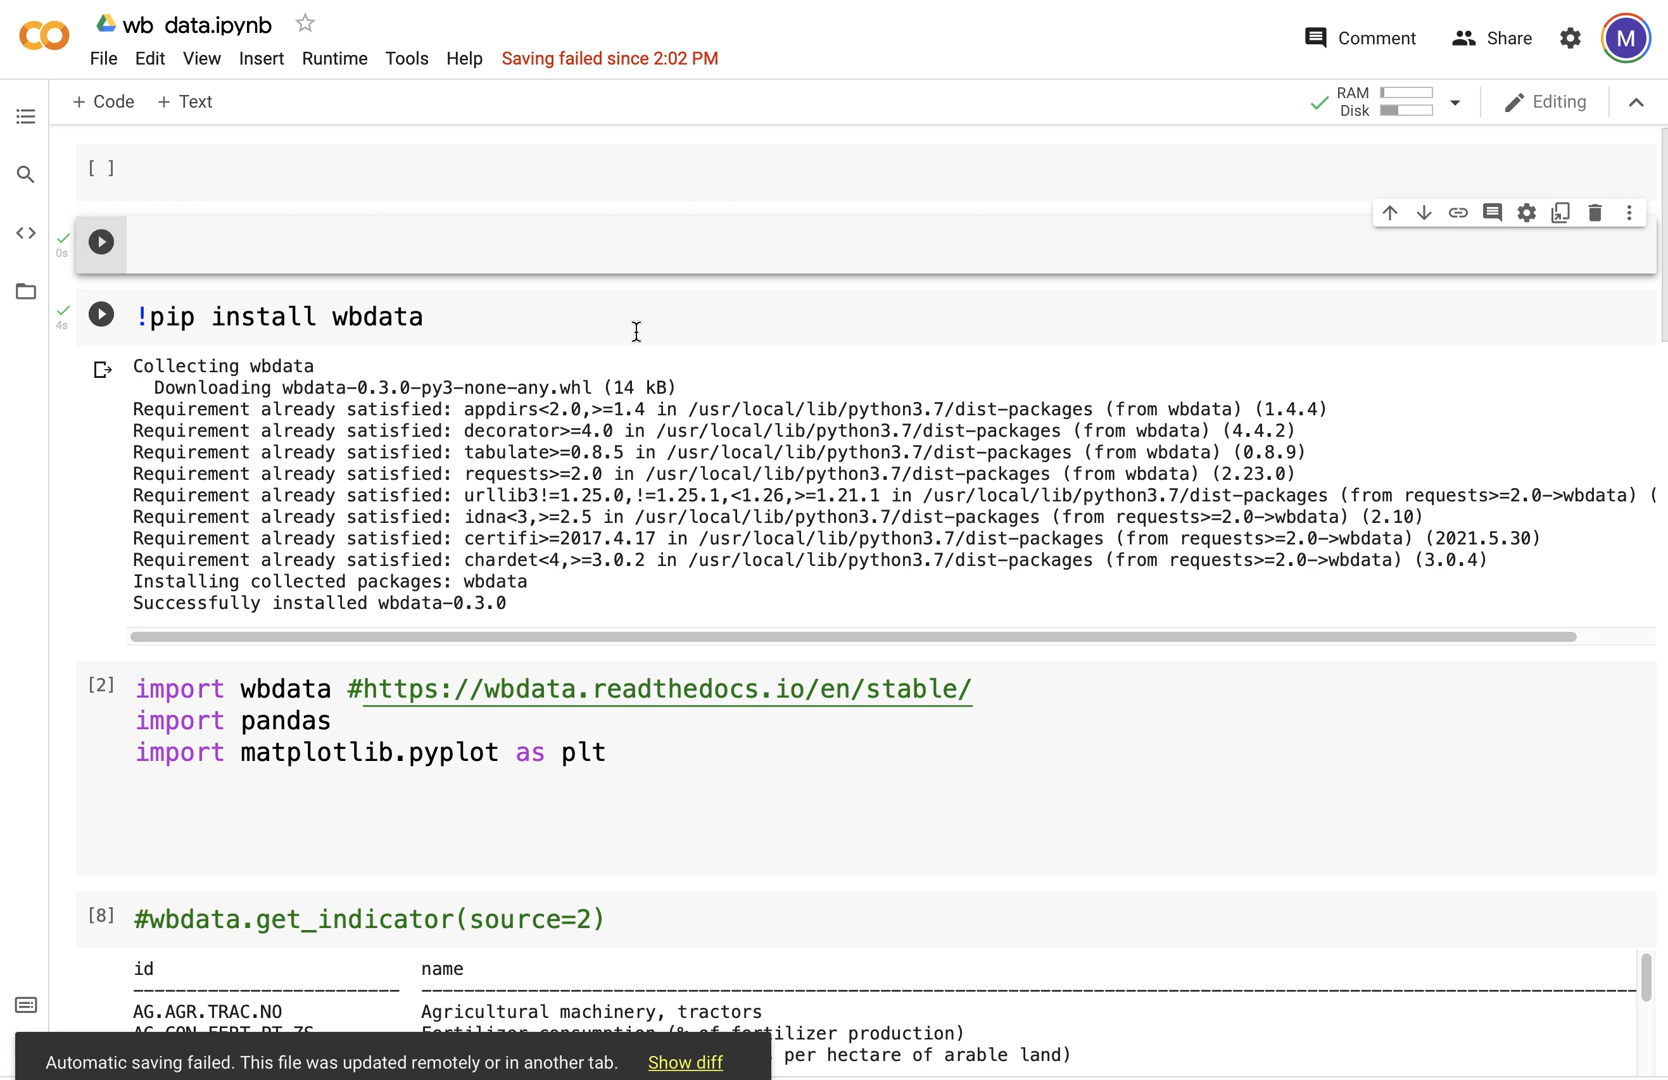 wb data.ipynb
File Edit View Insert Runtime Tools Help Saving failed since 2:02 PM
Comment Share M
+ Code + Text
RAM
Disk
Editing
[ ]
0s
4s
!pip install wbdata
Collecting wbdata
Downloading wbdata-0.3.0-py3-none-any.whl (14 kB)
Requirement already satisfied: appdirs<2.0,>=1.4 in /usr/local/lib/python3.7/dist-packages (from wbdata) (1.4.4)
Requirement already satisfied: decorator>=4.0 in /usr/local/lib/python3.7/dist-packages (from wbdata) (4.4.2)
Requirement already satisfied: tabulate>=0.8.5 in /usr/local/lib/python3.7/dist-packages (from wbdata) (0.8.9)
Requirement already satisfied: requests>=2.0 in /usr/local/lib/python3.7/dist-packages (from wbdata) (2.23.0)
Requirement already satisfied: urllib3!=1.25.0,!=1.25.1,<1.26,>=1.21.1 in /usr/local/lib/python3.7/dist-packages (from requests>=2.0->wbdata) (
Requirement already satisfied: idna<3,>=2.5 in /usr/local/lib/python3.7/dist-packages (from requests>=2.0->wbdata) (2.10)
Requirement already satisfied: certifi>=2017.4.17 in /usr/local/lib/python3.7/dist-packages (from requests>=2.0->wbdata) (2021.5.30)
Requirement already satisfied: chardet<4,>=3.0.2 in /usr/local/lib/python3.7/dist-packages (from requests>=2.0->wbdata) (3.0.4)
Installing collected packages: wbdata
Successfully installed wbdata-0.3.0
[2] import wbdata #https://wbdata.readthedocs.io/en/stable/
import pandas
import matplotlib.pyplot as plt
[8] #wbdata.get_indicator(source=2)
id name
AG.AGR.TRAC.NO Agricultural machinery, tractors
AG.CON.FERT.PT.ZS Fertilizer consumption (% of fertilizer production)
per hectare of arable land)
Automatic saving failed. This file was updated remotely or in another tab. Show diff